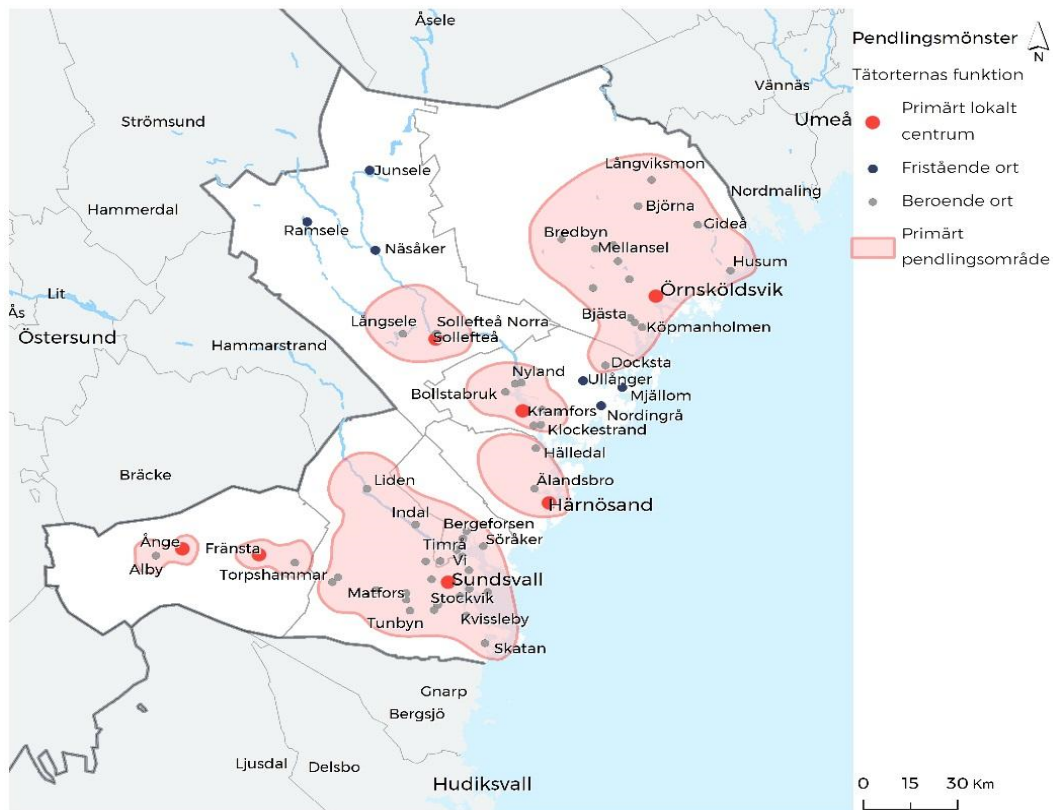 Åsele
Pendlingsmönster
N
Tätorternas funktion
Primärt lokalt
centrum
Fristående ort
Beroende ort
Primärt
pendlingsområde
Vännäs
Umeå
Strömsund
Junsele
Långviksmon
Nordmaling
Hammerdal
Björna
Ramsele
Gideå
Bredbyn
Näsåker
Mellansel
Husum
Lit
Örnsköldsvik
Ås
Långsele
Sollefteå Norra
Bjästa
Östersund
Sollefteå
Köpmanholmen
Hammarstrand
Docksta
Nyland
Ullånger
Bollstabruk
Mjällom
Kramfors
Nordingrå
Klockestrand
Hälledal
Bräcke
Liden
Älandsbro
Härnösand
Indal
Bergeforsen
Ånge
Fränsta
Timrå
Söråker
Alby
Vi
Torpshammar
Sundsvall
Matfors
Stockvik
Tunbyn
Kvissleby
Skatan
Gnarp
Bergsjö
Ljusdal
Delsbo
Hudiksvall
0 15 30 Km